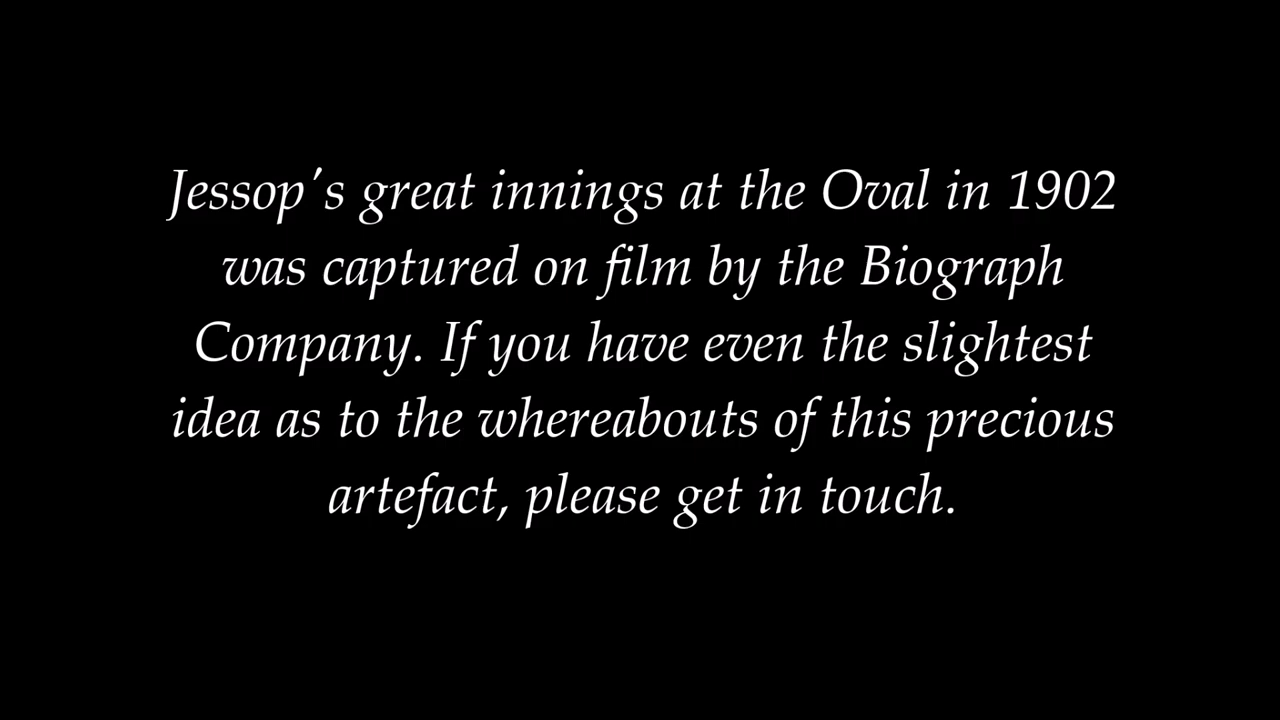 Jessop's great innings at the Oval in 1902
was captured on film by the Biograph
Company. If you have even the slightest
idea as to the whereabouts of this precious
artefact, please get in touch.